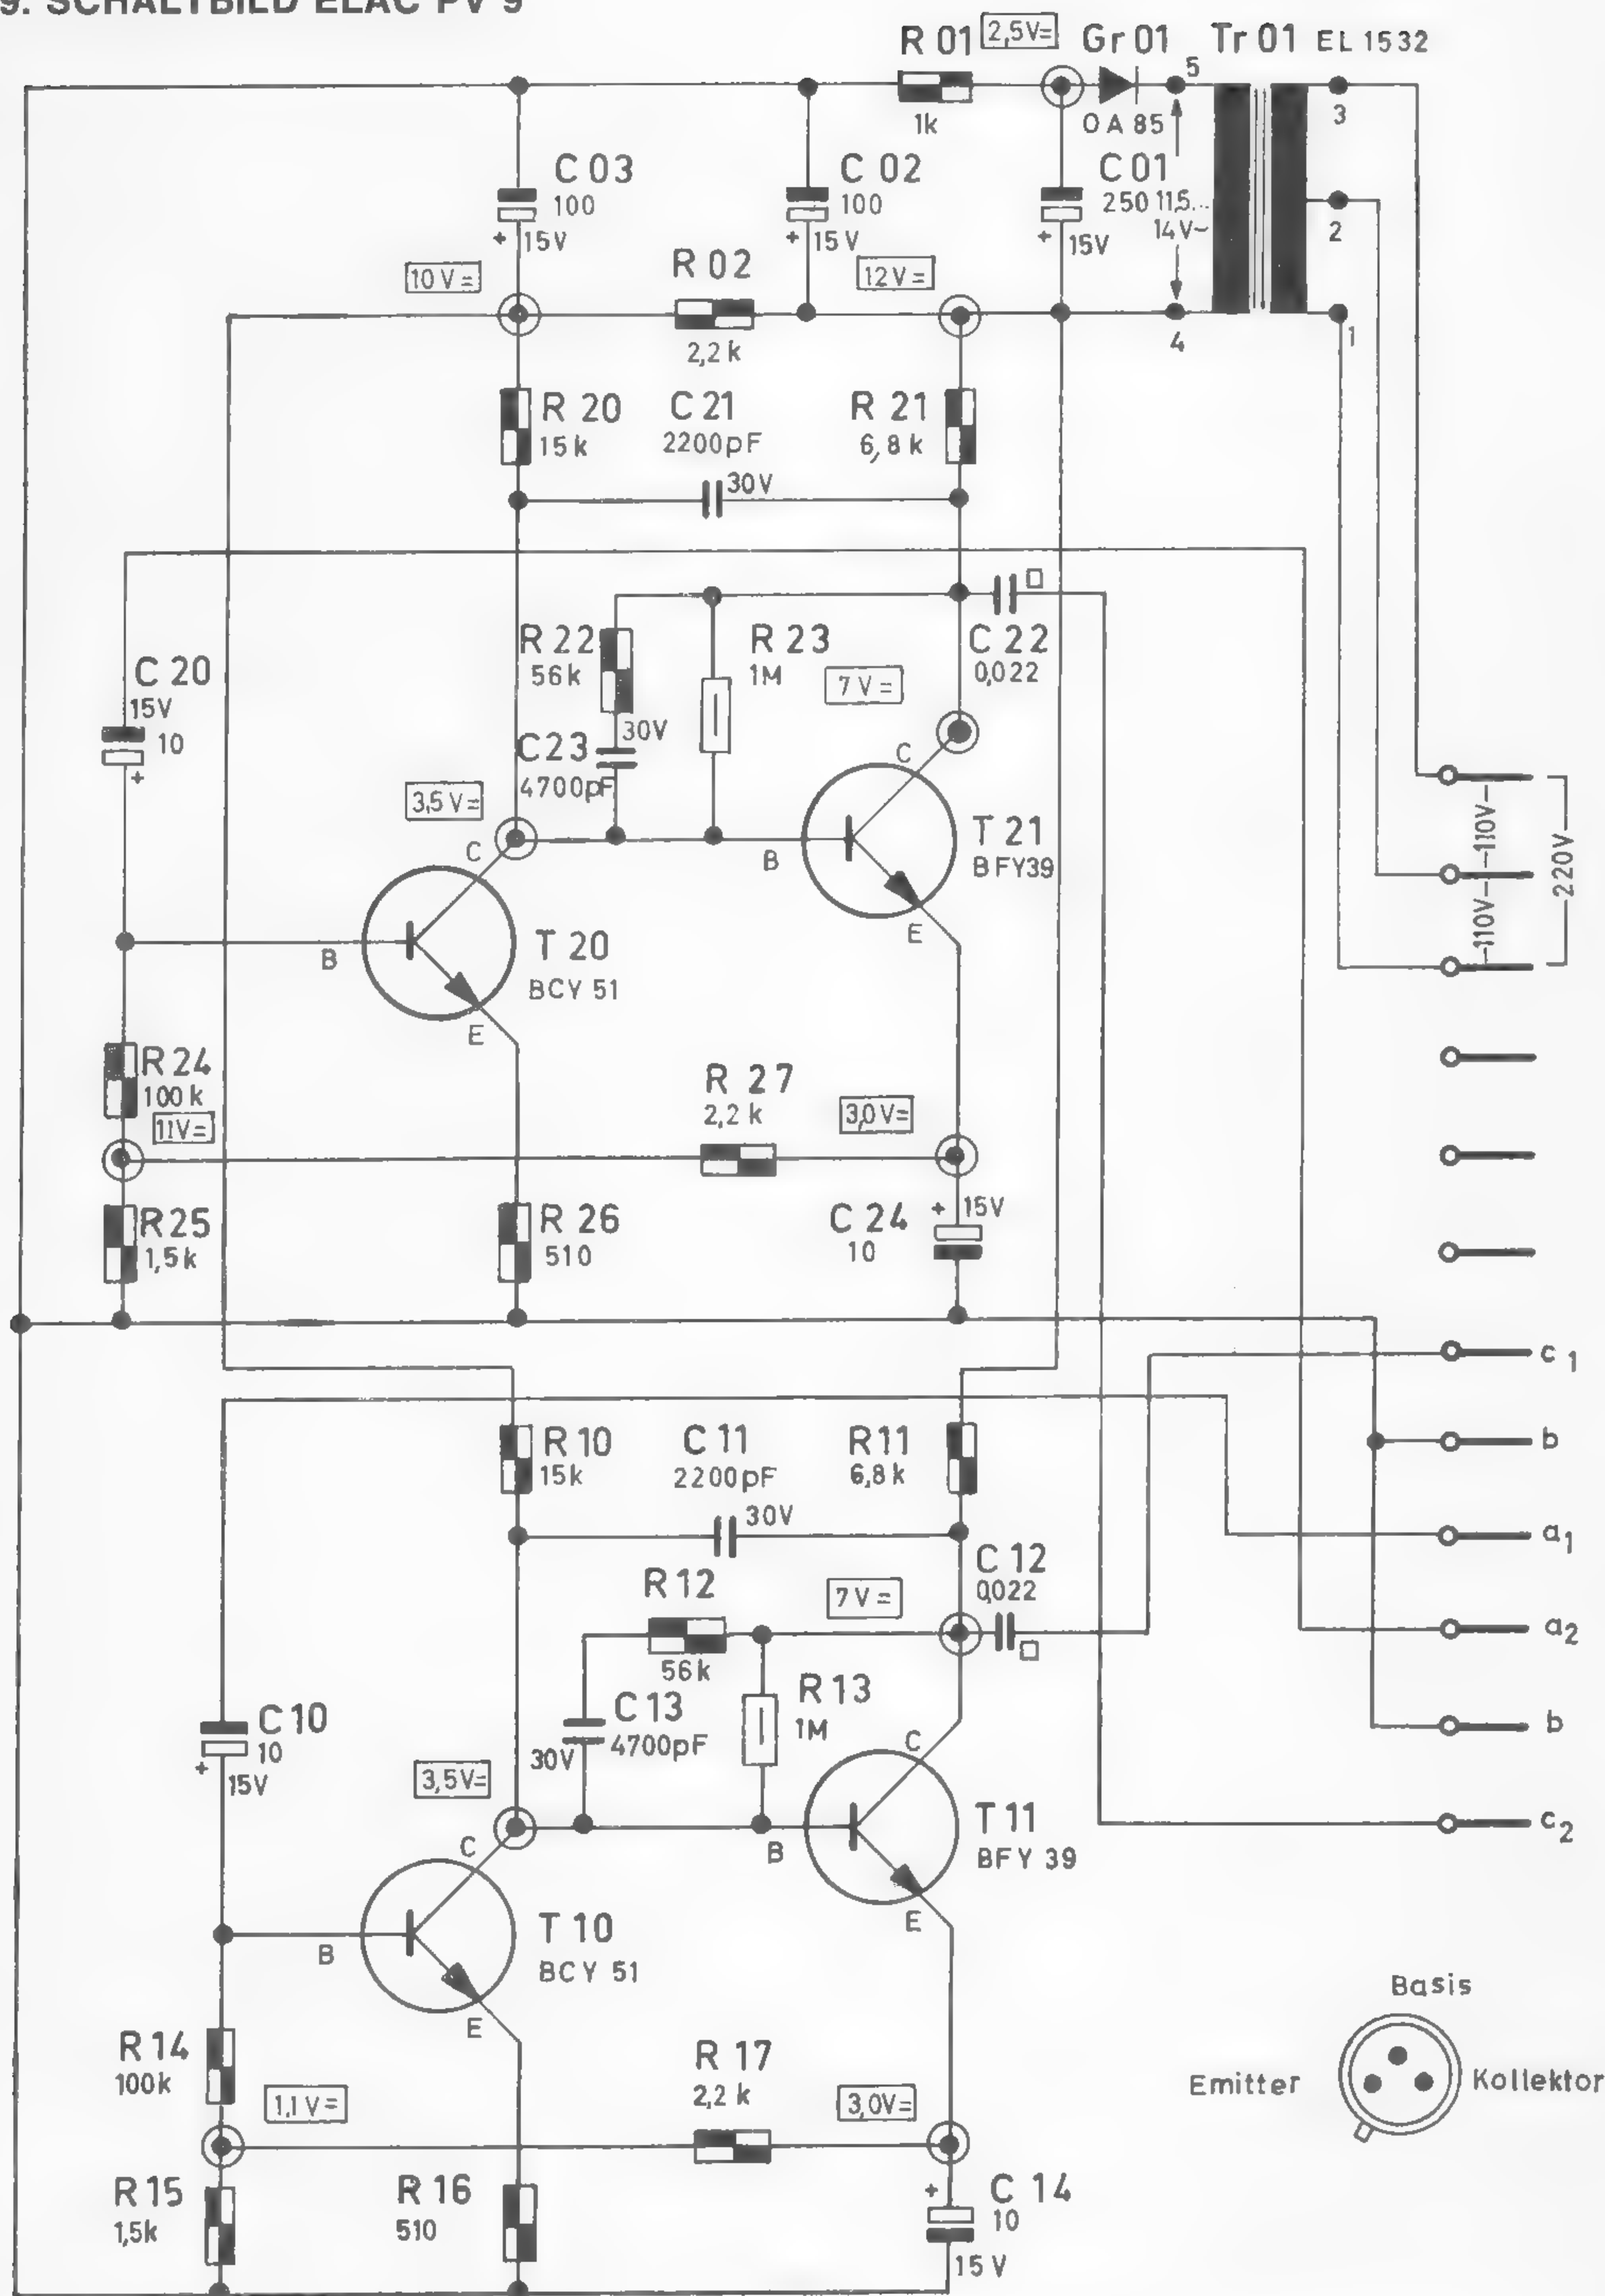 9. SCHALTBILD ELAC PV 9
R 01 2,5V= Gr 01 Tr 01 EL 1532
5
3
1k
OA 85
C 03
100
+ 15V
C 02
100
+ 15V
C 01
250 11,5...
14V~
+ 15V
2
10 V=
R 02
2,2 k
12V=
4
1
R 20
15 k
C 21
2200pF
30V
R 21
6,8 k
C 20
15V
10
+
R 22
56k
30V
C23
4700pF
R 23
1M
7 V=
C 22
0,022
3,5 V=
C
B
T 20
BCY 51
E
C
B
T 21
BFY39
E
110V
110V
220V
R 24
100 k
11V=
R 27
2,2 k
3,0V=
R25
1,5 k
R 26
510
C 24
10
+ 15V
c 1
b
a 1
a 2
b
c 2
R 10
15k
C 11
2200pF
30V
R11
6,8 k
C 12
0,022
R 12
56k
7 V=
C 10
10
+ 15V
C 13
4700pF
30V
R 13
1M
3,5V=
C
B
T 10
BCY 51
E
C
B
T 11
BFY 39
E
R 14
100k
1,1 V=
R 17
2,2 k
3,0V=
R 15
1,5k
R 16
510
+
C 14
10
15 V
Basis
Emitter
Kollektor